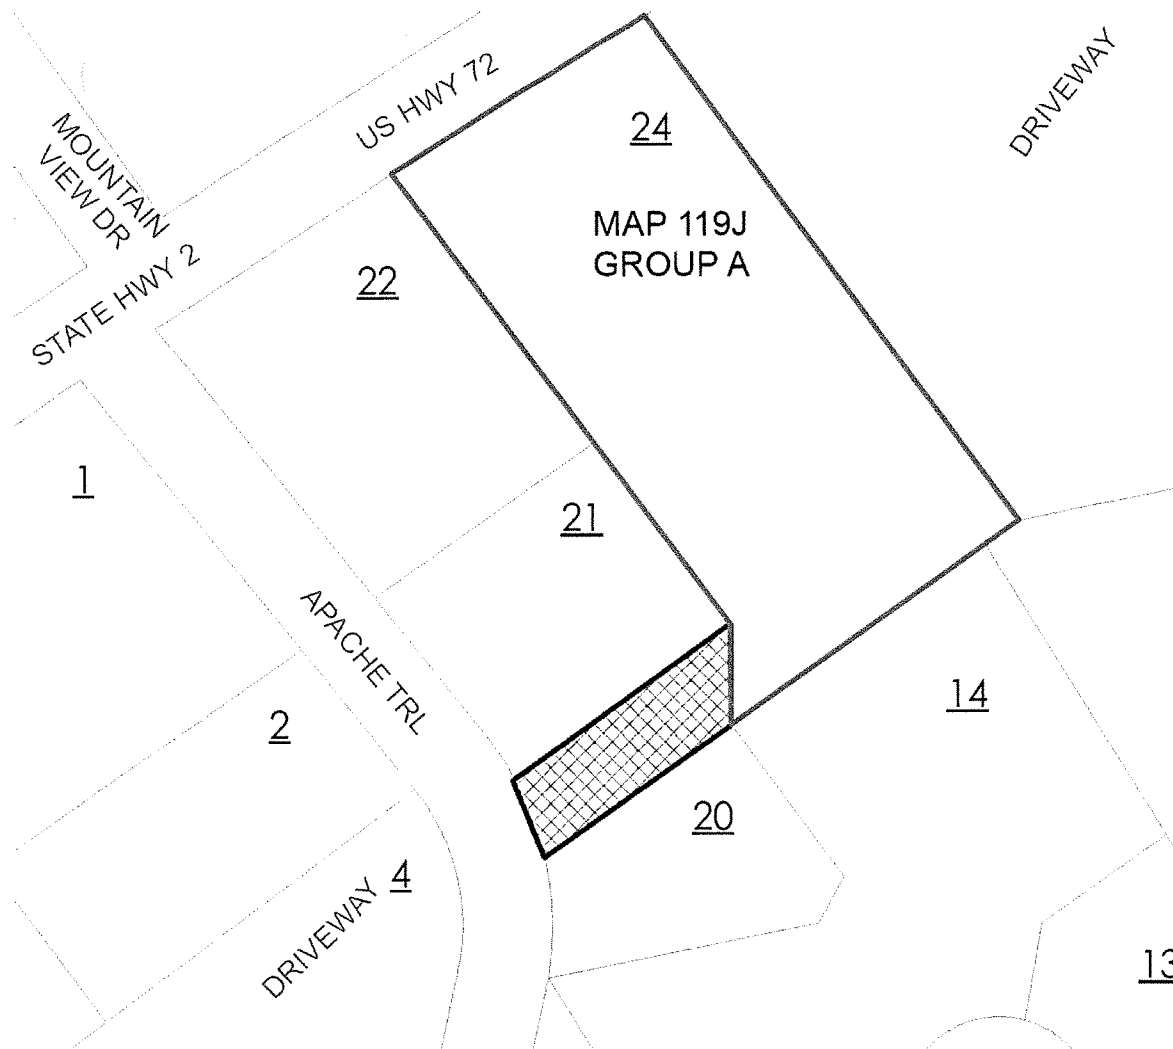 US HWY 72
24
DRIVEWAY
MOUNTAIN
VIEW DR
MAP 119J
GROUP A
STATE HWY 2
22
1
21
APACHE TRL
2
14
20
4
DRIVEWAY
13